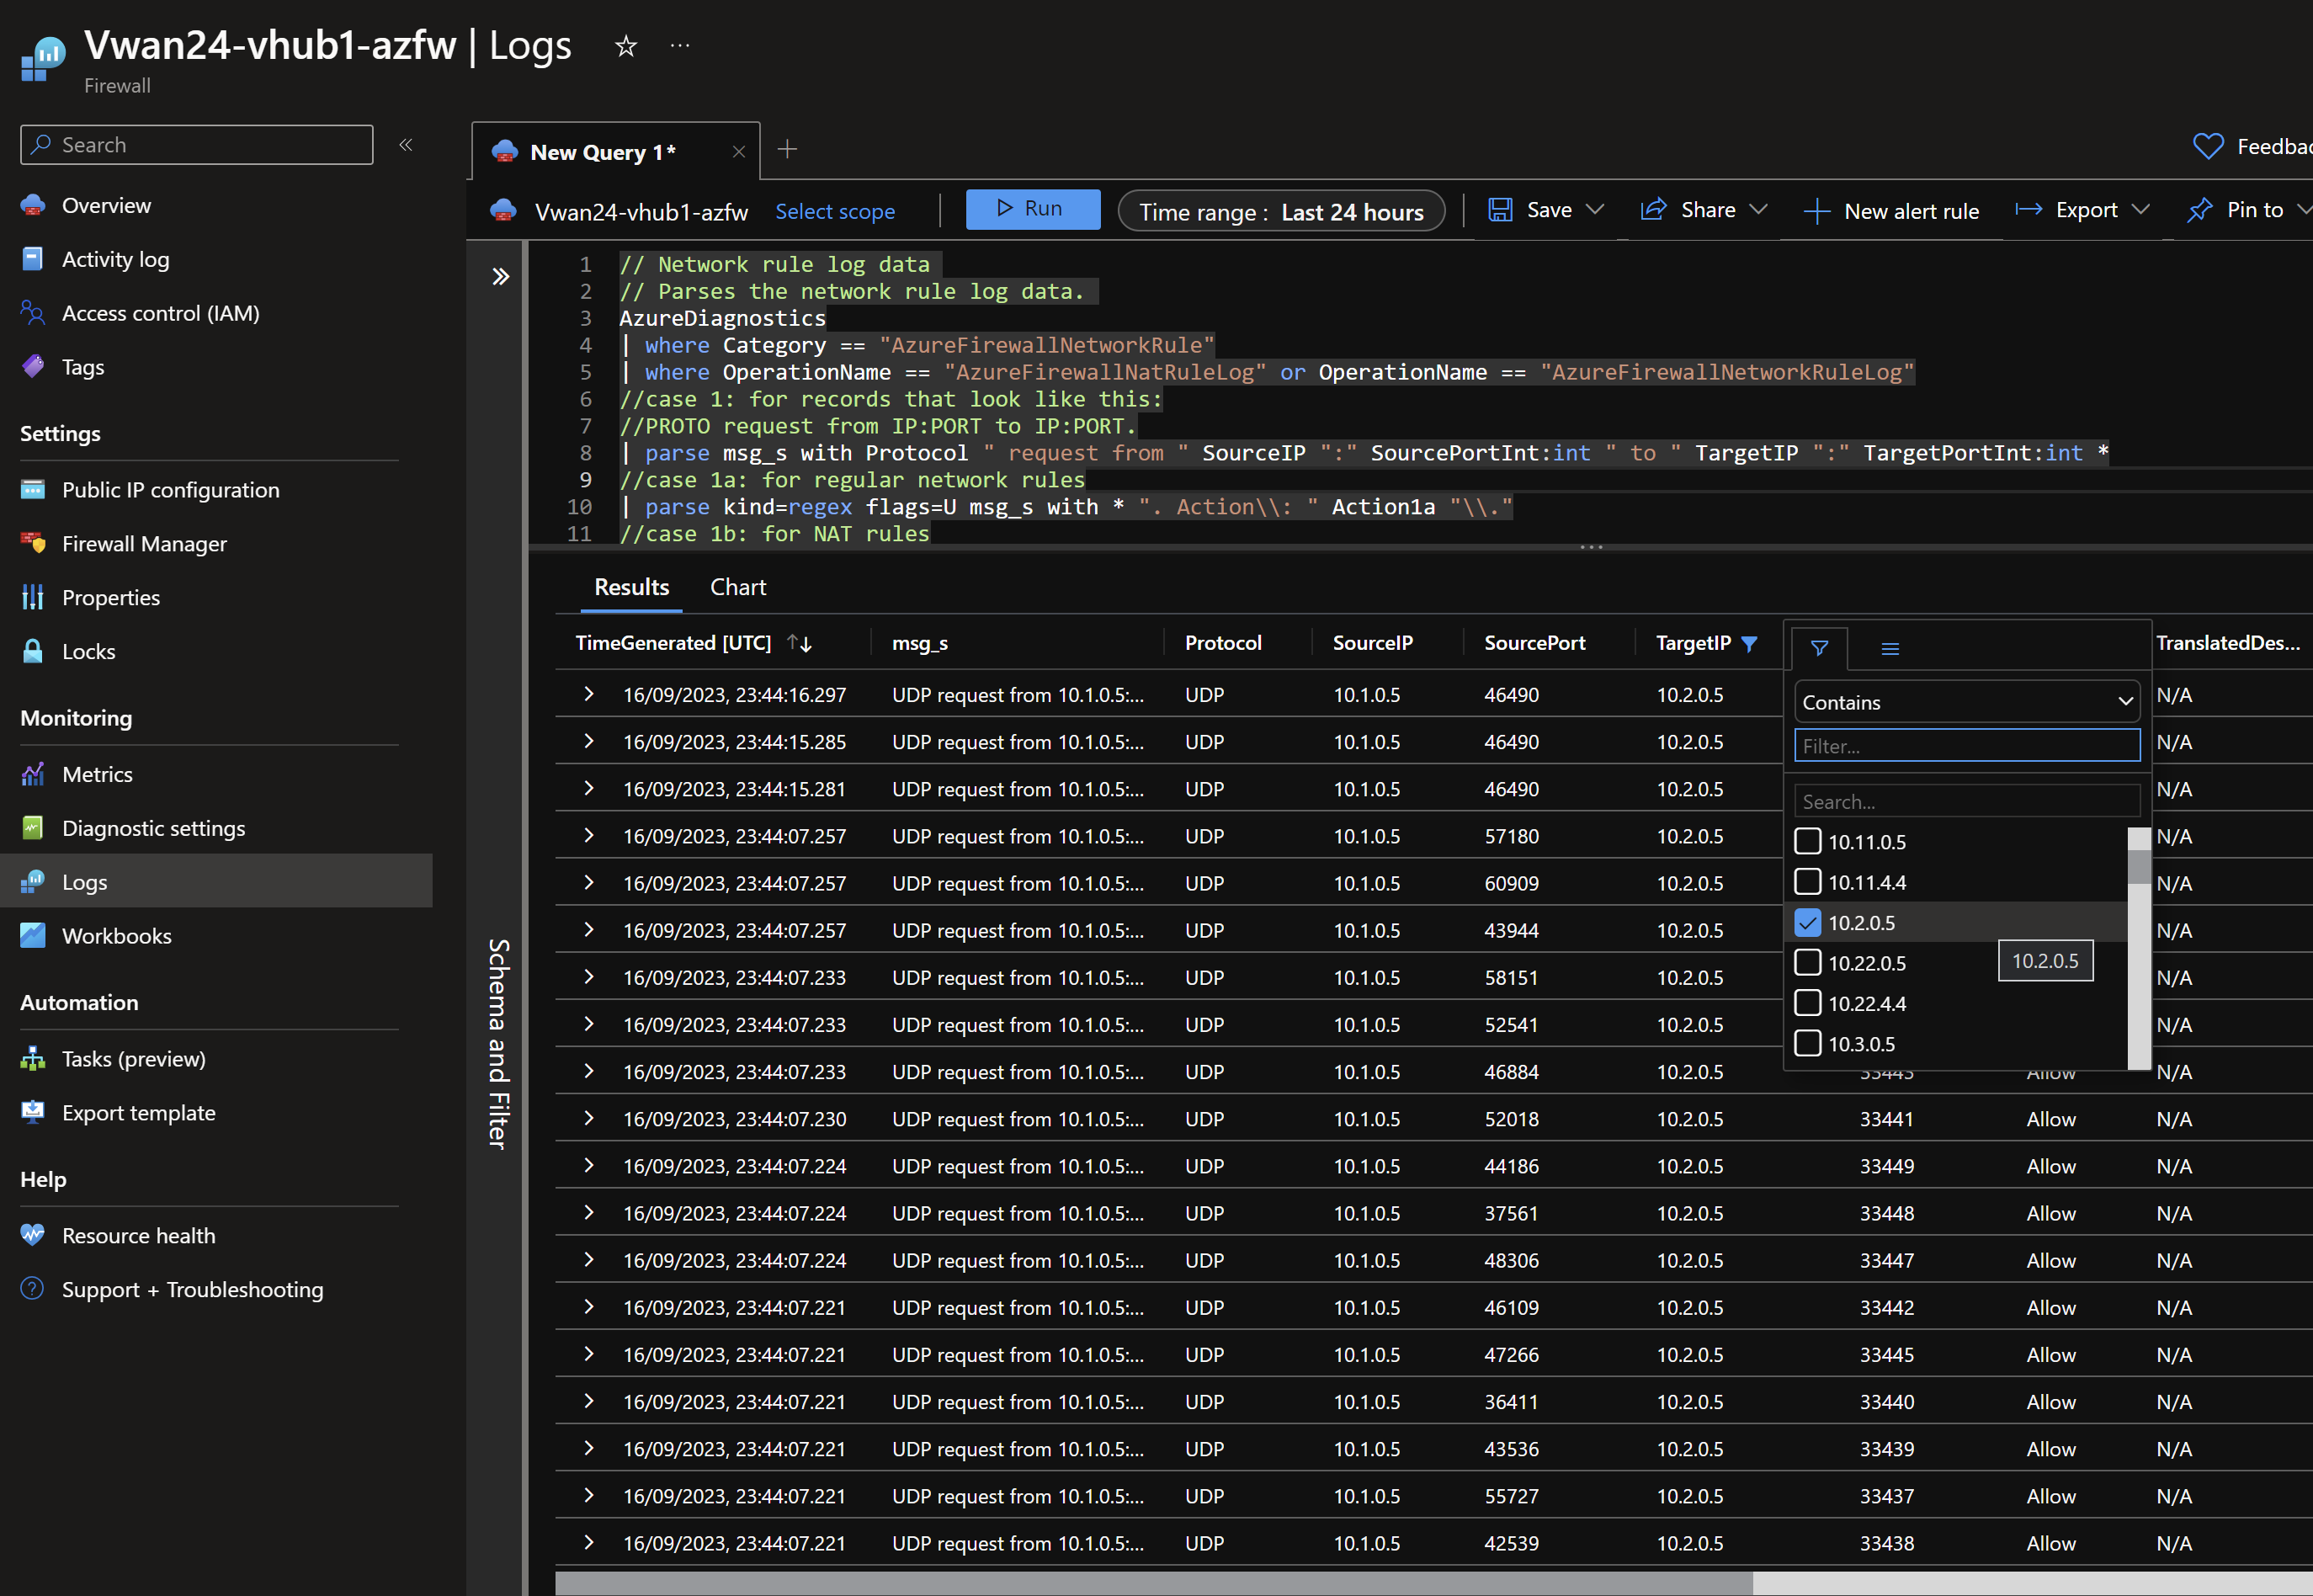 Vwan24-vhub1-azfw | Logs
Firewall
Search
Overview
Activity log
Access control (IAM)
Tags
Settings
Public IP configuration
Firewall Manager
Properties
Locks
Monitoring
Metrics
Diagnostic settings
Logs
Workbooks
Automation
Tasks (preview)
Export template
Help
Resource health
Support + Troubleshooting
New Query 1*
Feedbac
Vwan24-vhub1-azfw Select scope Run Time range : Last 24 hours Save Share New alert rule Export Pin to
Schema and Filter
1 // Network rule log data
2 // Parses the network rule log data.
3 AzureDiagnostics
4 | where Category == "AzureFirewallNetworkRule"
5 | where OperationName == "AzureFirewallNatRuleLog" or OperationName == "AzureFirewallNetworkRuleLog"
6 //case 1: for records that look like this:
7 //PROTO request from IP:PORT to IP:PORT.
8 | parse msg_s with Protocol " request from " SourceIP ":" SourcePortInt:int " to " TargetIP ":" TargetPortInt:int *
9 //case 1a: for regular network rules
10 | parse kind=regex flags=U msg_s with * ". Action\\: " Action1a "\\."
11 //case 1b: for NAT rules
Results Chart
TimeGenerated [UTC] msg_s Protocol SourceIP SourcePort TargetIP TranslatedDes...
16/09/2023, 23:44:16.297 UDP request from 10.1.0.5:... UDP 10.1.0.5 46490 10.2.0.5 N/A
16/09/2023, 23:44:15.285 UDP request from 10.1.0.5:... UDP 10.1.0.5 46490 10.2.0.5 N/A
16/09/2023, 23:44:15.281 UDP request from 10.1.0.5:... UDP 10.1.0.5 46490 10.2.0.5 N/A
16/09/2023, 23:44:07.257 UDP request from 10.1.0.5:... UDP 10.1.0.5 57180 10.2.0.5 N/A
16/09/2023, 23:44:07.257 UDP request from 10.1.0.5:... UDP 10.1.0.5 60909 10.2.0.5 N/A
16/09/2023, 23:44:07.257 UDP request from 10.1.0.5:... UDP 10.1.0.5 43944 10.2.0.5 N/A
16/09/2023, 23:44:07.233 UDP request from 10.1.0.5:... UDP 10.1.0.5 58151 10.2.0.5 N/A
16/09/2023, 23:44:07.233 UDP request from 10.1.0.5:... UDP 10.1.0.5 52541 10.2.0.5 N/A
16/09/2023, 23:44:07.233 UDP request from 10.1.0.5:... UDP 10.1.0.5 46884 10.2.0.5 33443 Allow N/A
16/09/2023, 23:44:07.230 UDP request from 10.1.0.5:... UDP 10.1.0.5 52018 10.2.0.5 33441 Allow N/A
16/09/2023, 23:44:07.224 UDP request from 10.1.0.5:... UDP 10.1.0.5 44186 10.2.0.5 33449 Allow N/A
16/09/2023, 23:44:07.224 UDP request from 10.1.0.5:... UDP 10.1.0.5 37561 10.2.0.5 33448 Allow N/A
16/09/2023, 23:44:07.224 UDP request from 10.1.0.5:... UDP 10.1.0.5 48306 10.2.0.5 33447 Allow N/A
16/09/2023, 23:44:07.221 UDP request from 10.1.0.5:... UDP 10.1.0.5 46109 10.2.0.5 33442 Allow N/A
16/09/2023, 23:44:07.221 UDP request from 10.1.0.5:... UDP 10.1.0.5 47266 10.2.0.5 33445 Allow N/A
16/09/2023, 23:44:07.221 UDP request from 10.1.0.5:... UDP 10.1.0.5 36411 10.2.0.5 33440 Allow N/A
16/09/2023, 23:44:07.221 UDP request from 10.1.0.5:... UDP 10.1.0.5 43536 10.2.0.5 33439 Allow N/A
16/09/2023, 23:44:07.221 UDP request from 10.1.0.5:... UDP 10.1.0.5 55727 10.2.0.5 33437 Allow N/A
16/09/2023, 23:44:07.221 UDP request from 10.1.0.5:... UDP 10.1.0.5 42539 10.2.0.5 33438 Allow N/A
Contains
Filter...
Search...
10.11.0.5
10.11.4.4
10.2.0.5
10.22.0.5
10.2.0.5
10.22.4.4
10.3.0.5